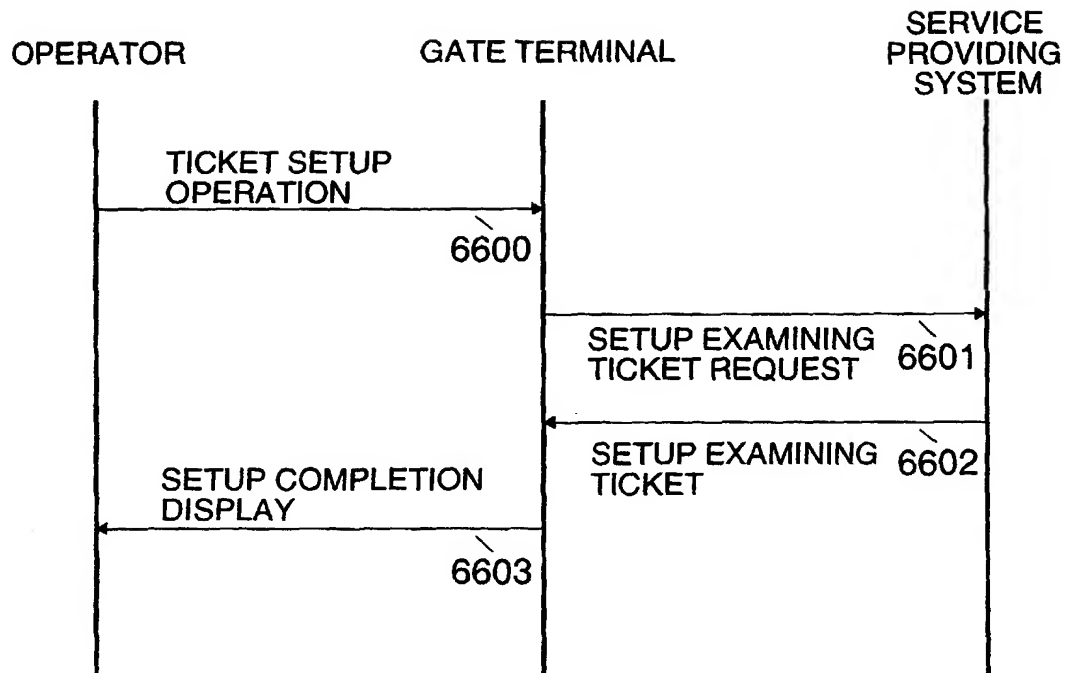 OPERATOR
GATE TERMINAL
SERVICE
PROVIDING
SYSTEM
TICKET SETUP
OPERATION
6600
SETUP EXAMINING
TICKET REQUEST
6601
SETUP EXAMINING
TICKET
6602
SETUP COMPLETION
DISPLAY
6603